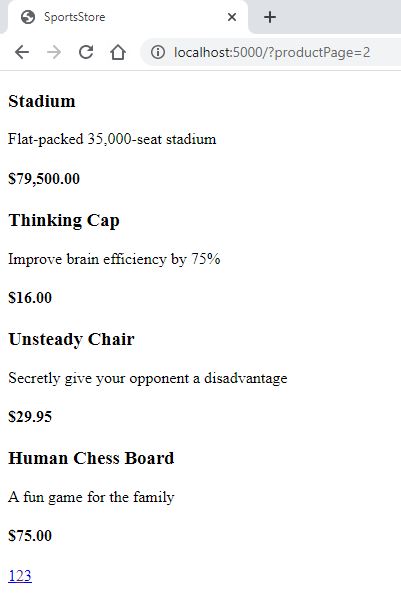 SportsStore
localhost:5000/?productPage=2
Stadium
Flat-packed 35,000-seat stadium
$79,500.00
Thinking Cap
Improve brain efficiency by 75%
$16.00
Unsteady Chair
Secretly give your opponent a disadvantage
$29.95
Human Chess Board
A fun game for the family
$75.00
123